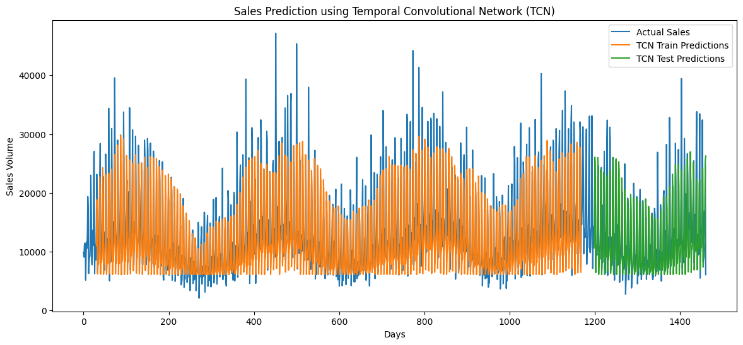 Sales Prediction using Temporal Convolutional Network (TCN)
Actual Sales
TCN Train Predictions
TCN Test Predictions
Sales Volume
40000
30000
20000
10000
0
0 200 400 600 800 1000 1200 1400
Days